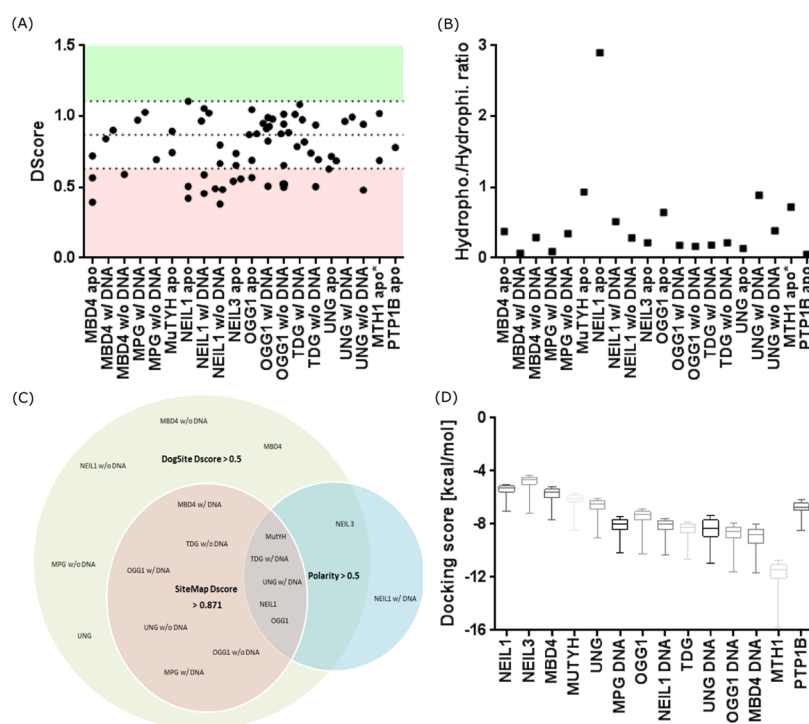 (A)
1.5
1.0
0.5
0.0
DScore
MBD4 apo
MBD4 w/ DNA
MBD4 w/o DNA
MPG w/ DNA
MPG w/o DNA
MuTYH apo
NEIL1 apo
NEIL1 w/ DNA
NEIL1 w/o DNA
NEIL3 apo
OGG1 apo
OGG1 w/ DNA
OGG1 w/o DNA
TDG w/ DNA
TDG w/o DNA
UNG apo
UNG w/ DNA
UNG w/o DNA
MTH1 apo*
PTP1B apo
(B)
3
2
1
0
Hydropho./Hydrophi. ratio
MBD4 apo
MBD4 w/ DNA
MBD4 w/o DNA
MPG w/ DNA
MPG w/o DNA
MuTYH apo
NEIL1 apo
NEIL1 w/ DNA
NEIL1 w/o DNA
NEIL3 apo
OGG1 apo
OGG1 w/ DNA
OGG1 w/o DNA
TDG w/ DNA
TDG w/o DNA
UNG apo
UNG w/ DNA
UNG w/o DNA
MTH1 apo*
PTP1B apo
(C)
MBD4 w/o DNA
MBD4
DogSite Dscore > 0.5
NEIL1 w/o DNA
MBD4 w/ DNA
NEIL 3
MutYH
TDG w/o DNA
TDG w/ DNA
MPG w/o DNA
OGG1 w/ DNA
Polarity > 0.5
UNG w/ DNA
SiteMap Dscore
> 0.871
NEIL1
NEIL1 w/ DNA
OGG1
UNG w/o DNA
UNG
OGG1 w/o DNA
MPG w/ DNA
(D)
0
-4
-8
-12
-16
Docking score [kcal/mol]
NEIL1
NEIL3
MBD4
MUTYH
UNG
MPG DNA
OGG1
NEIL1 DNA
TDG
UNG DNA
OGG1 DNA
MBD4 DNA
MTH1
PTP1B